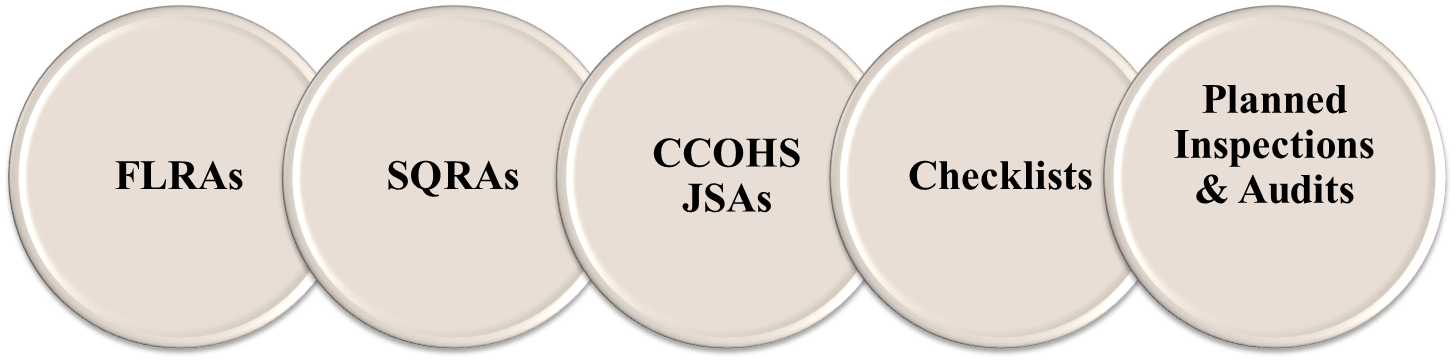 FLRAs
SQRAs
CCOHS
JSAs
Checklists
Planned
Inspections
& Audits